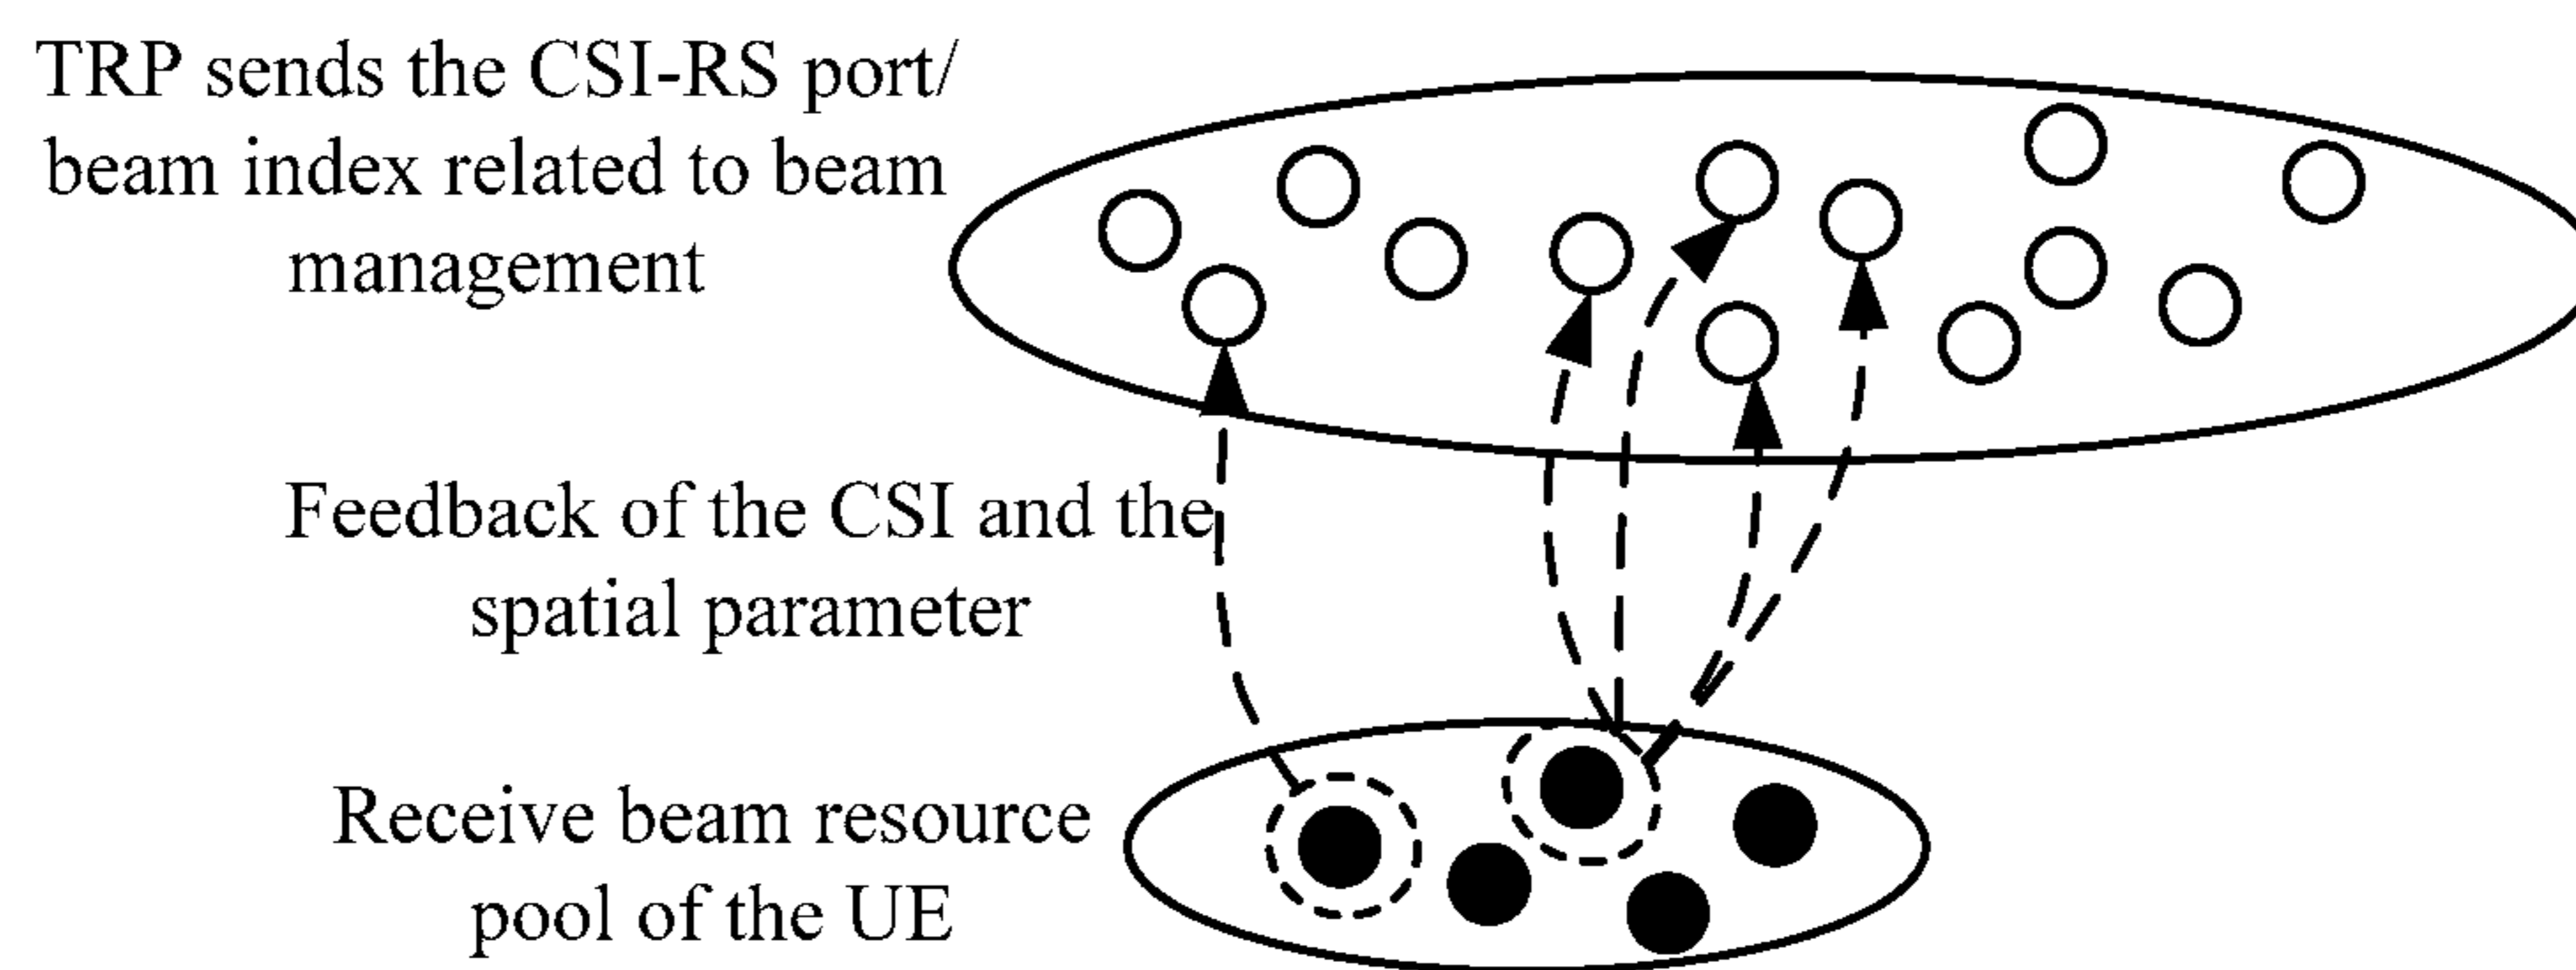 TRP sends the CSI-RS port/
beam index related to beam
management
Feedback of the CSI and the
spatial parameter
Receive beam resource
pool of the UE